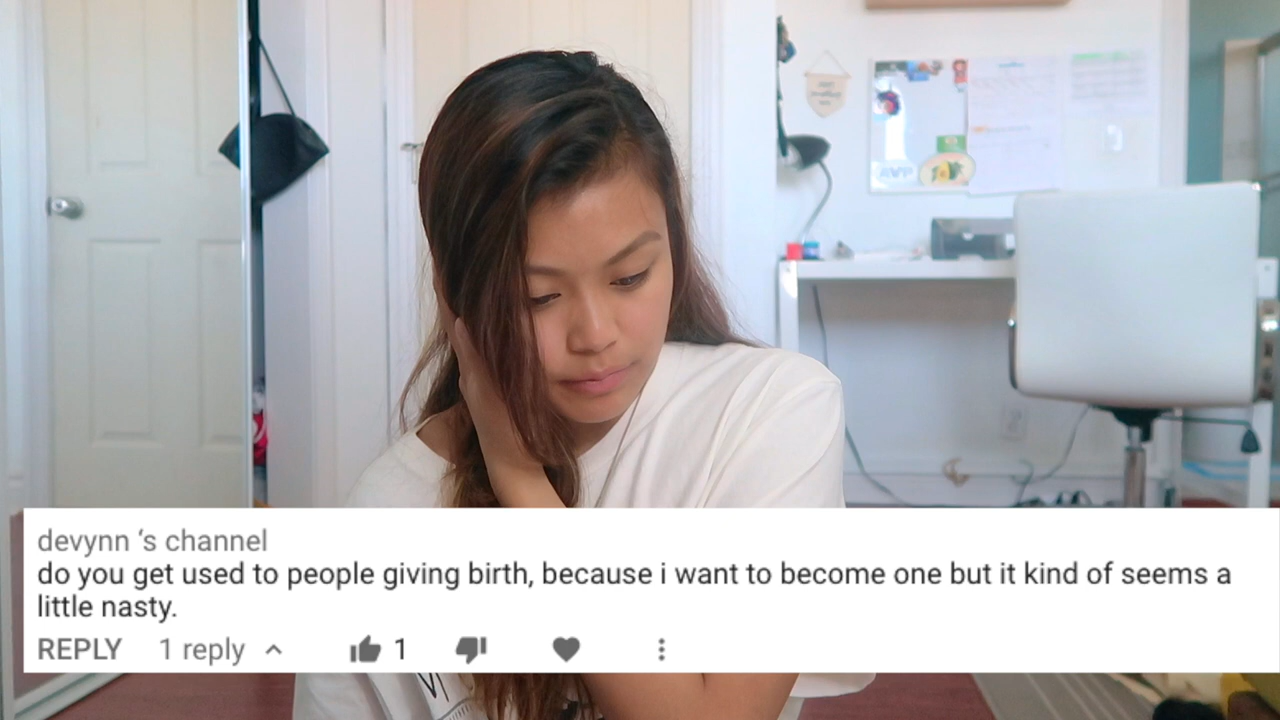 devynn ‘s channel
do you get used to people giving birth, because i want to become one but it kind of seems a
little nasty.
REPLY 1 reply 1
AVP